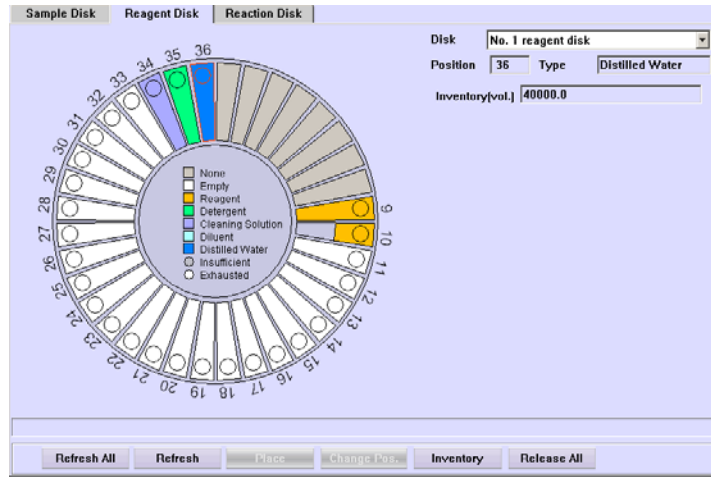 Sample Disk Reagent Disk Reaction Disk
Disk No. 1 reagent disk
Position 36 Type Distilled Water
Inventory(vol.) 40000.0
None
Empty
Reagent
Detergent
Cleaning Solution
Diluent
Distilled Water
Insufficient
Exhausted
9
10
11
12
13
14
15
16
17
18
19
20
21
22
23
25
26
27
28
29
30
31
32
33
34
35
36
Refresh All Refresh Place Change Pos. Inventory Release All